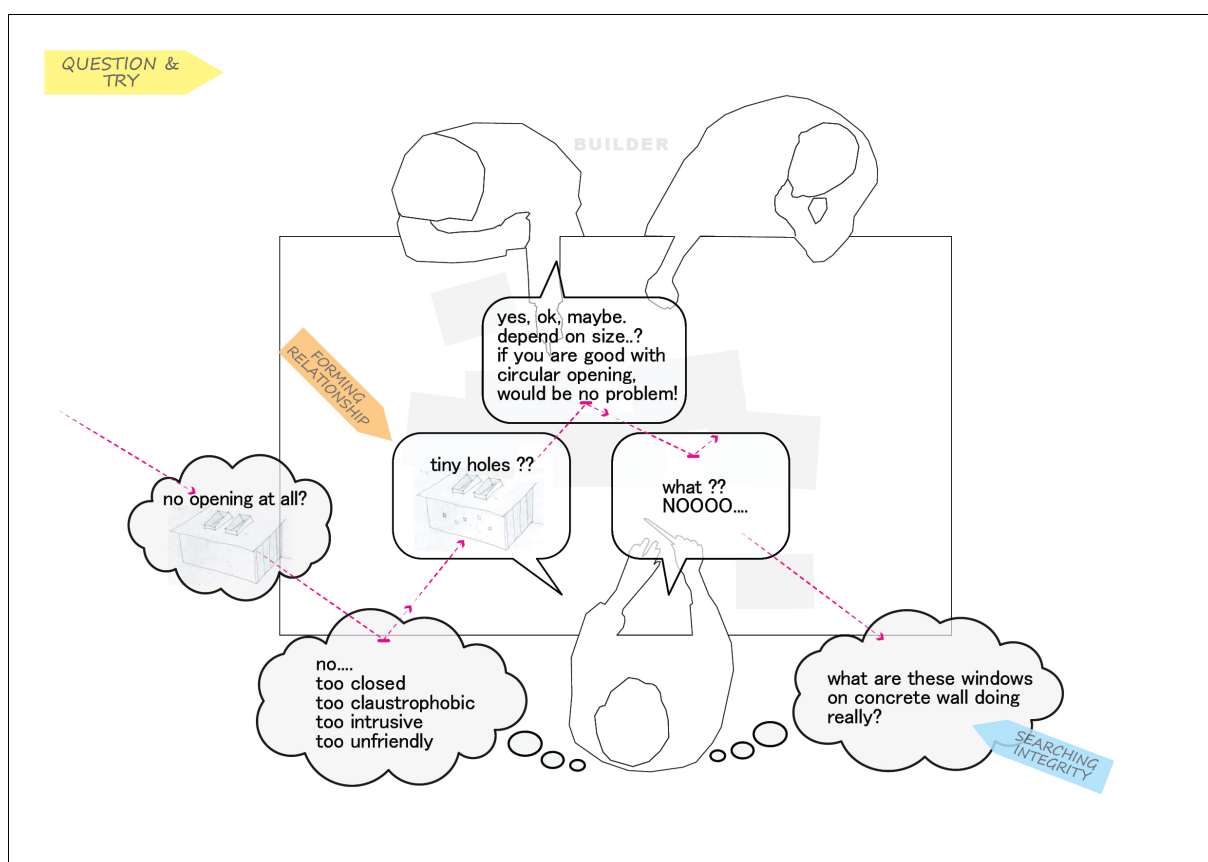 QUESTION &
TRY
BUILDER
yes, ok, maybe.
depend on size..?
if you are good with
circular opening,
would be no problem!
FORMING
RELATIONSHIP
tiny holes ??
what ??
NOOOO....
no opening at all?
no....
too closed
too claustrophobic
too intrusive
too unfriendly
what are these windows
on concrete wall doing
really?
SEARCHING
INTEGRITY